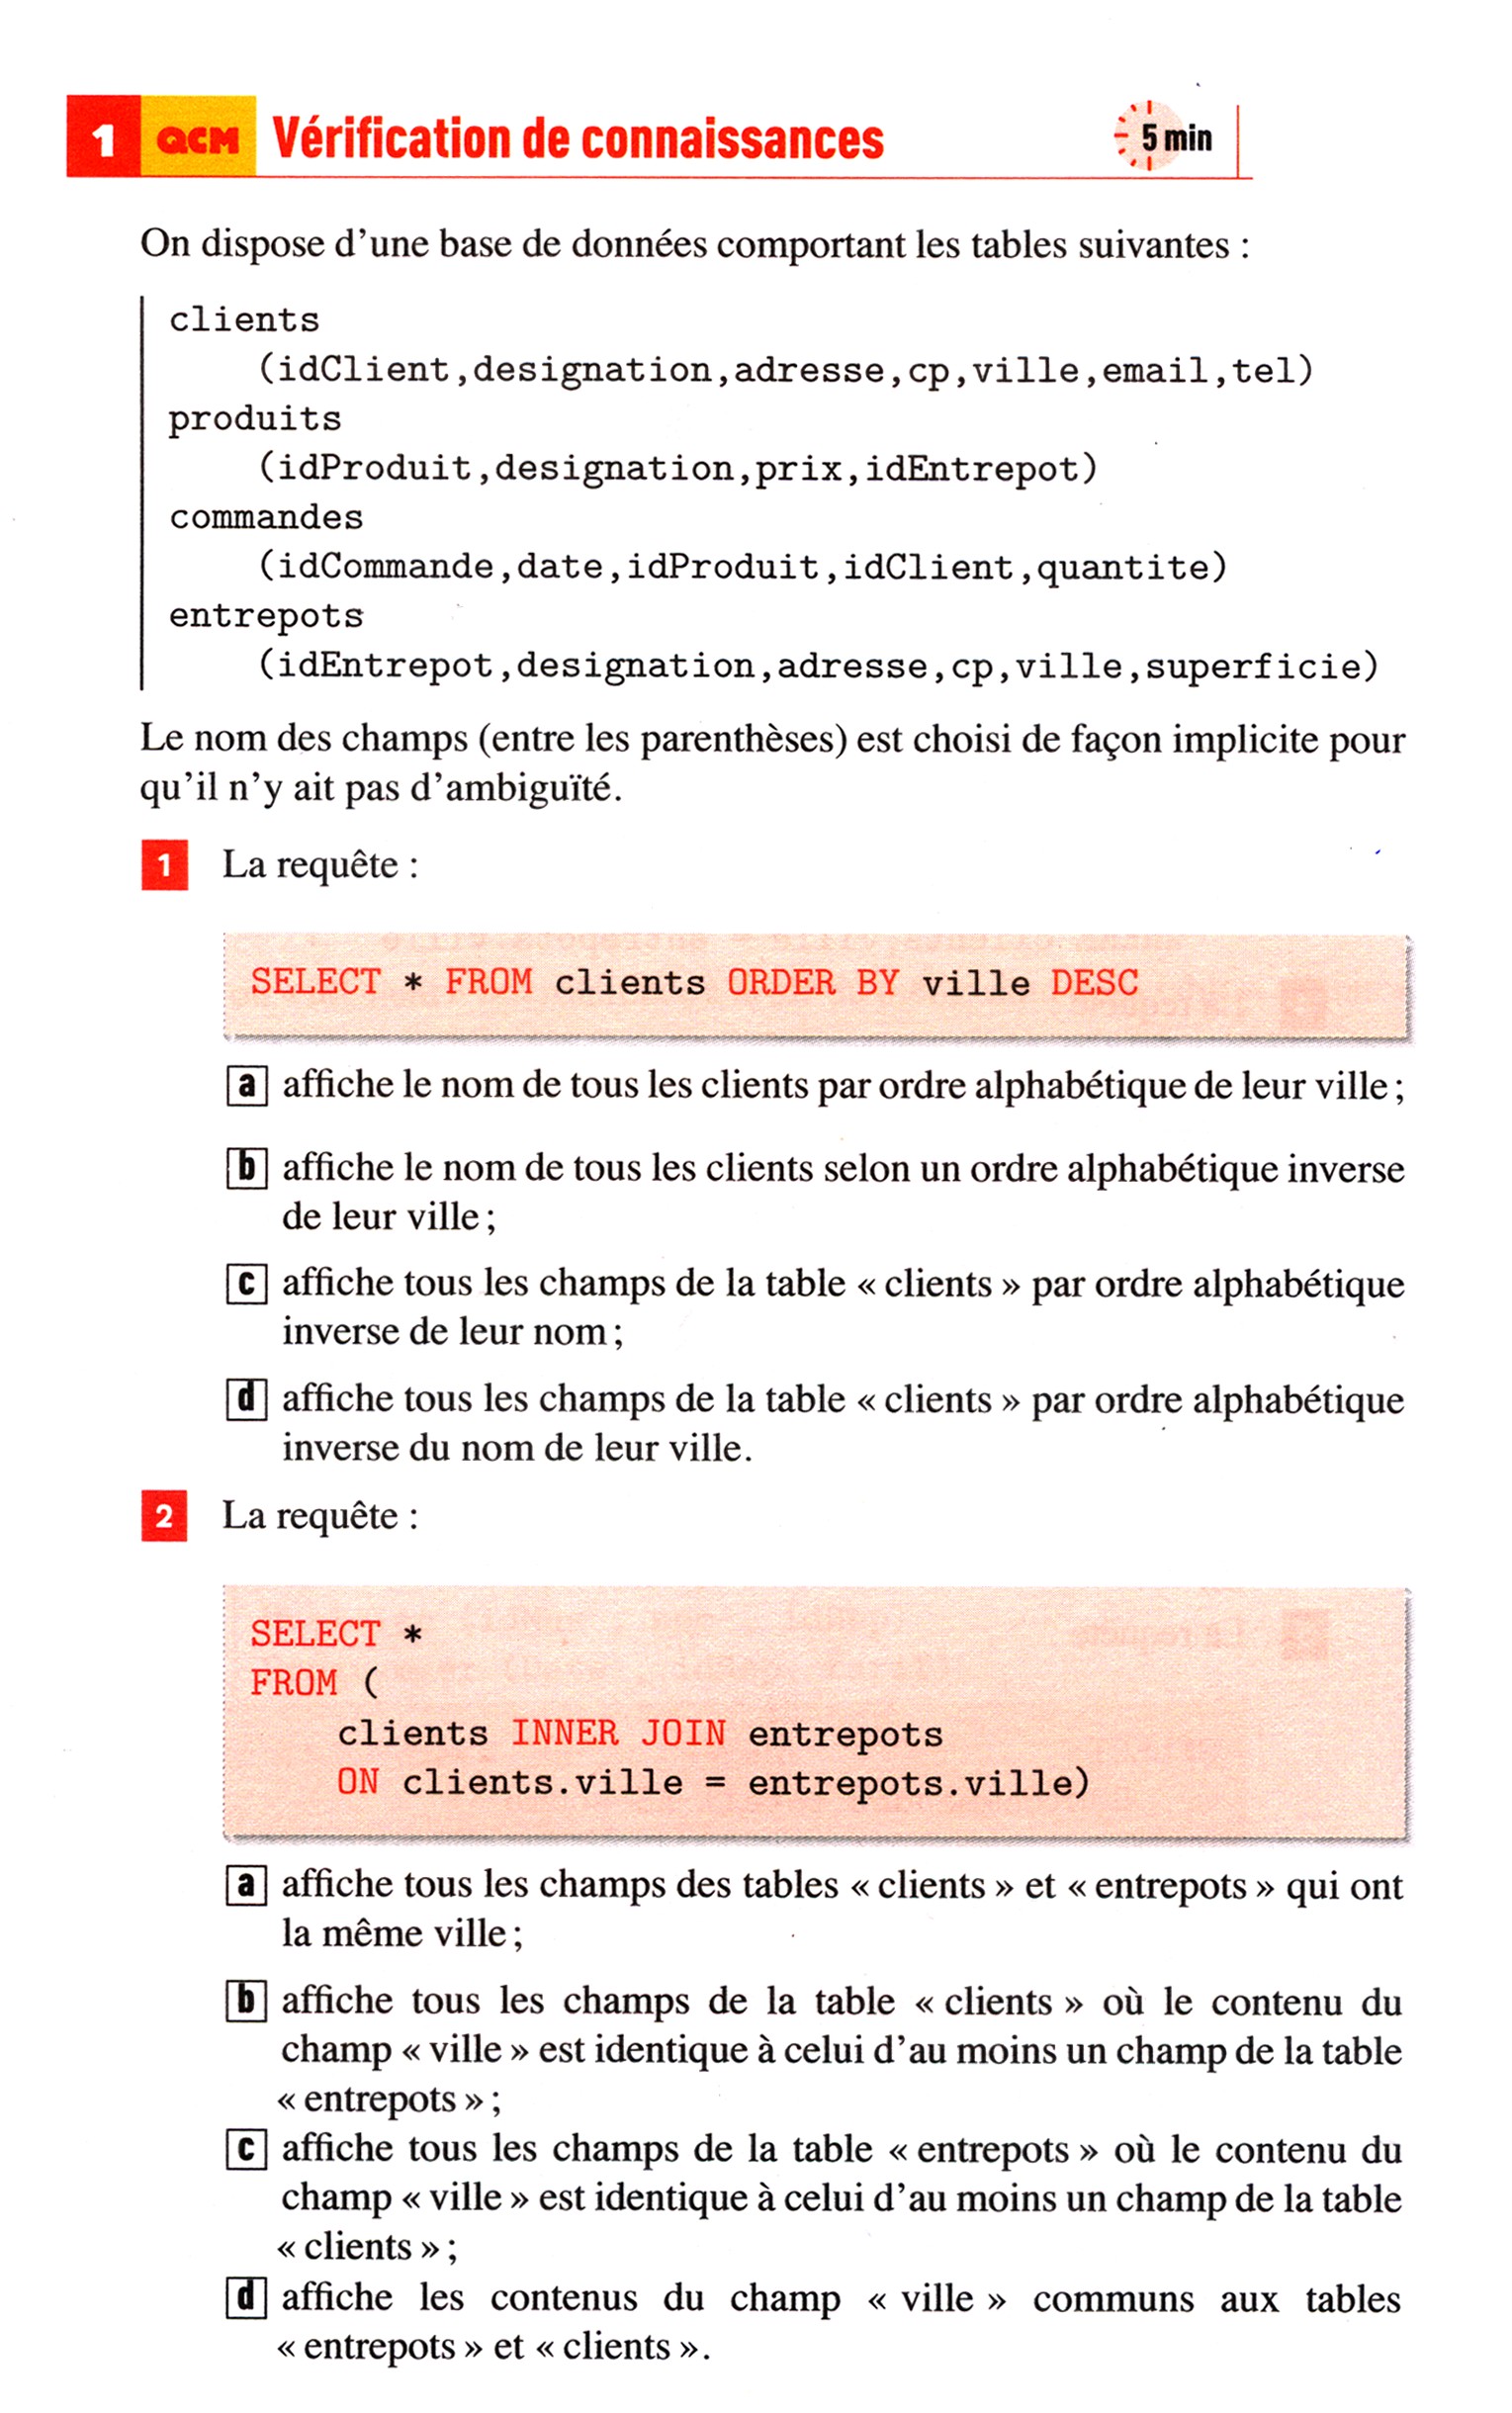 1 QCM Vérification de connaissances 5 min
On dispose d’une base de données comportant les tables suivantes :
clients
(idClient,designation,adresse,cp,ville,email,tel)
produits
(idProduit,designation,prix,idEntrepot)
commandes
(idCommande,date,idProduit,idClient,quantite)
entrepots
(idEntrepot,designation,adresse,cp,ville,superficie)
Le nom des champs (entre les parenthèses) est choisi de façon implicite pour
qu’il n’y ait pas d’ambiguïté.
1 La requête :
SELECT * FROM clients ORDER BY ville DESC
a affiche le nom de tous les clients par ordre alphabétique de leur ville ;
b affiche le nom de tous les clients selon un ordre alphabétique inverse
de leur ville ;
c affiche tous les champs de la table « clients » par ordre alphabétique
inverse de leur nom ;
d affiche tous les champs de la table « clients » par ordre alphabétique
inverse du nom de leur ville.
2 La requête :
SELECT *
FROM (
clients INNER JOIN entrepots
ON clients.ville = entrepots.ville)
a affiche tous les champs des tables « clients » et « entrepots » qui ont
la même ville ;
b affiche tous les champs de la table « clients » où le contenu du
champ « ville » est identique à celui d’au moins un champ de la table
« entrepots » ;
c affiche tous les champs de la table « entrepots » où le contenu du
champ « ville » est identique à celui d’au moins un champ de la table
« clients » ;
d affiche les contenus du champ « ville » communs aux tables
« entrepots » et « clients ».